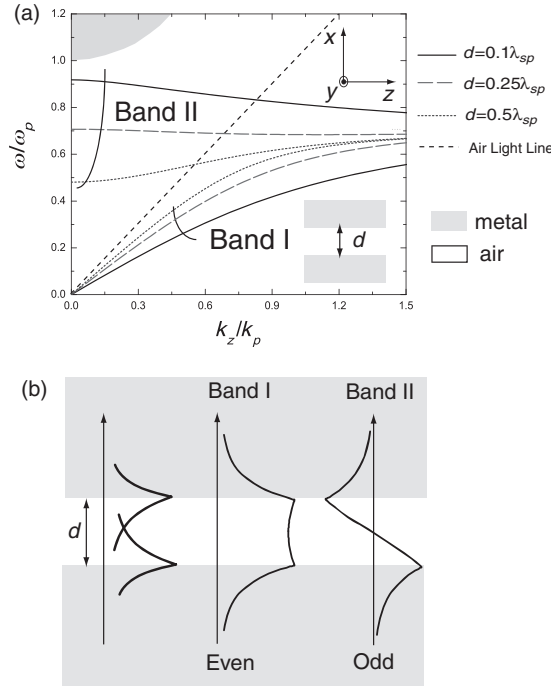 (a)
1.2
1.0
0.8
0.6
0.4
0.2
0.0
ω/ω_p
0.0
0.3
0.6
0.9
1.2
1.5
k_z/k_p
Band II
Band I
x
y
z
d
d=0.1λ_sp
d=0.25λ_sp
d=0.5λ_sp
Air Light Line
metal
air
(b)
Band I
Band II
d
Even
Odd